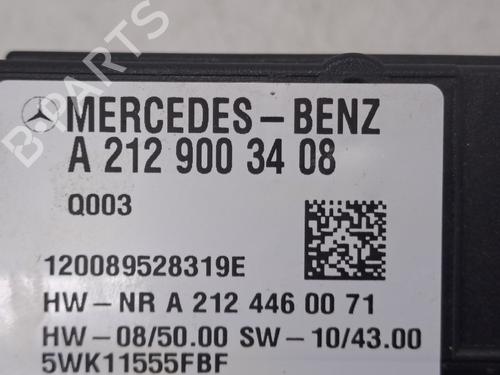 MERCEDES-BENZ
A 212 900 34 08
Q003
120089528319E
HW-NR A 212 446 00 71
HW-08/50.00 SW-10/43.00
5WK11555FBF
B PARTS